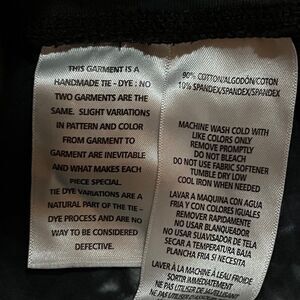 THIS GARMENT IS A
HANDMADE TIE - DYE : NO
TWO GARMENTS ARE THE
SAME. SLIGHT VARIATIONS
IN PATTERN AND COLOR
FROM GARMENT TO
GARMENT ARE INEVITABLE
AND WHAT MAKES EACH
PIECE SPECIAL.
TIE DYE VARIATIONS ARE A
NATURAL PART OF THE TIE -
DYE PROCESS AND ARE NO
WAY TO BE CONSIDERED
DEFECTIVE.
90% COTTON/ALGODÓN/COTON
10% SPANDEX/SPANDEX/SPANDEX
MACHINE WASH COLD WITH
LIKE COLORS ONLY
REMOVE PROMPTLY
DO NOT BLEACH
DO NOT USE FABRIC SOFTENER
TUMBLE DRY LOW
COOL IRON WHEN NEEDED
LAVAR A MAQUINA CON AGUA
FRIA Y CON COLORES IGUALES
REMOVER RAPIDAMENTE
NO USAR BLANQUEADOR
NO USAR SUAVISADOR DE TELA
SECAR A TEMPERATURA BAJA
PLANCHA FRIA SI ES NECESARIO
LAVER À LA MACHINE À L'EAU FROIDE
SORTIR IMMÉDIATEMENT